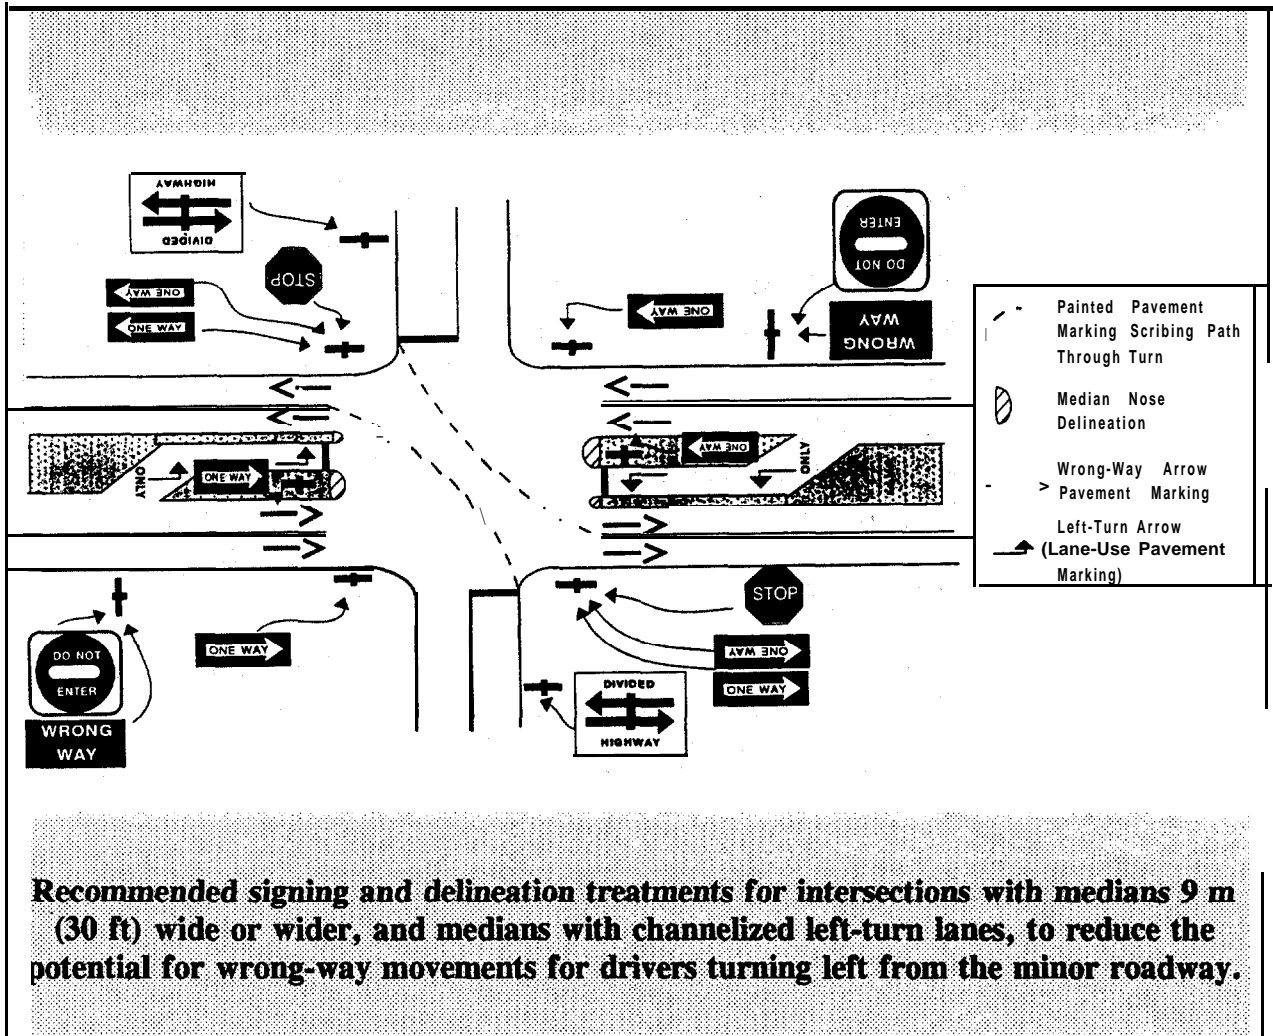 HIGHWAY
DIVIDED
STOP
ONE WAY
ONE WAY
ONE WAY
DO NOT
ENTER
WRONG
WAY
Painted Pavement
Marking Scribing Path
Through Turn
Median Nose
Delineation
Wrong-Way Arrow
> Pavement Marking
Left-Turn Arrow
(Lane-Use Pavement
Marking)
ONLY
ONE WAY
ONE WAY
ONLY
DO NOT
ENTER
WRONG
WAY
ONE WAY
STOP
ONE WAY
ONE WAY
DIVIDED
HIGHWAY
Recommended signing and delineation treatments for intersections with medians 9 m
(30 ft) wide or wider, and medians with channelized left-turn lanes, to reduce the
potential for wrong-way movements for drivers turning left from the minor roadway.